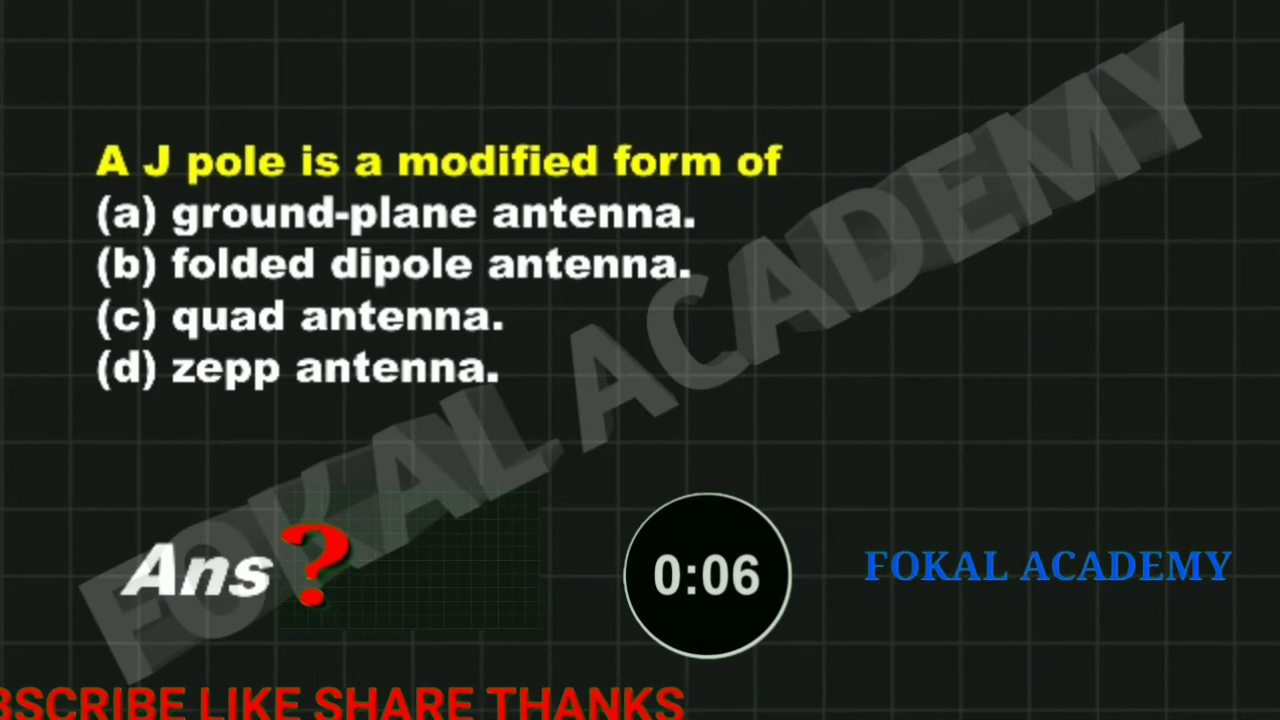 A J pole is a modified form of
(a) ground-plane antenna.
(b) folded dipole antenna.
(c) quad antenna.
(d) zepp antenna.
FOKAL ACADEMY
Ans ?
0:06
FOKAL ACADEMY
BSCRIBE LIKE SHARE THANKS